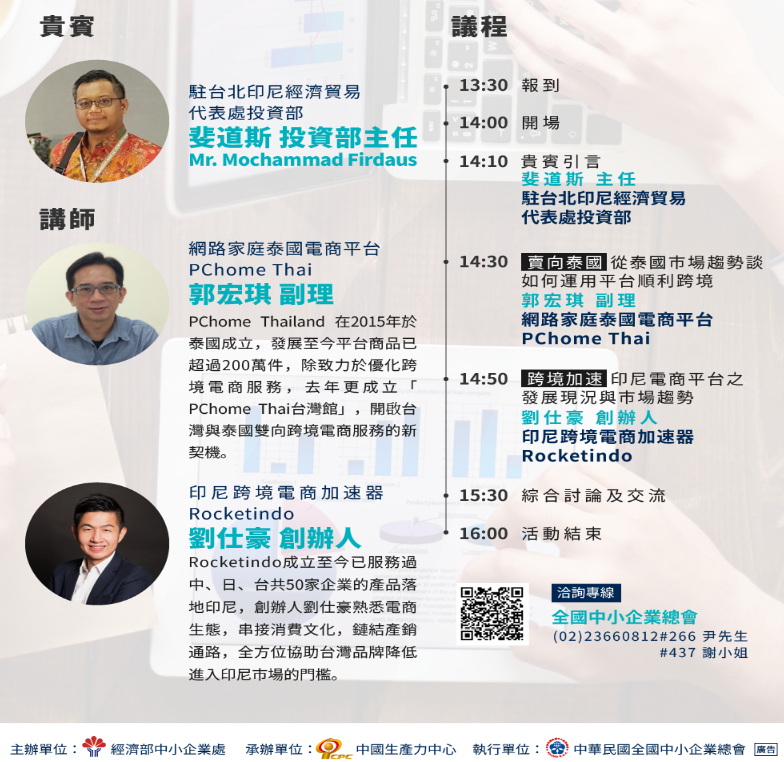 貴賓
駐台北印尼經濟貿易
代表處投資部
斐道斯 投資部主任
Mr. Mochammad Firdaus
講師
網路家庭泰國電商平台
PChome Thai
郭宏琪 副理
PChome Thailand 在2015年於
泰國成立，發展至今平台商品已
超過200萬件，除致力於優化跨
境電商服務，去年更成立「
PChome Thai台灣館」，開啟台
灣與泰國雙向跨境電商服務的新
契機。
印尼跨境電商加速器
Rocketindo
劉仕豪 創辦人
Rocketindo成立至今已服務過
中、日、台共50家企業的產品落
地印尼，創辦人劉仕豪熟悉電商
生態，串接消費文化，鏈結產銷
通路，全方位協助台灣品牌降低
進入印尼市場的門檻。
議程
13:30 報到
14:00 開場
14:10 貴賓引言
斐道斯 主任
駐台北印尼經濟貿易
代表處投資部
14:30 賣向泰國 從泰國市場趨勢談
如何運用平台順利跨境
郭宏琪 副理
網路家庭泰國電商平台
PChome Thai
14:50 跨境加速 印尼電商平台之
發展現況與市場趨勢
劉仕豪 創辦人
印尼跨境電商加速器
Rocketindo
15:30 綜合討論及交流
16:00 活動結束
洽詢專線
全國中小企業總會
(02)23660812#266 尹先生
#437 謝小姐
主辦單位： 經濟部中小企業處 承辦單位： CPC 中國生產力中心 執行單位： 中華民國全國中小企業總會 廣告